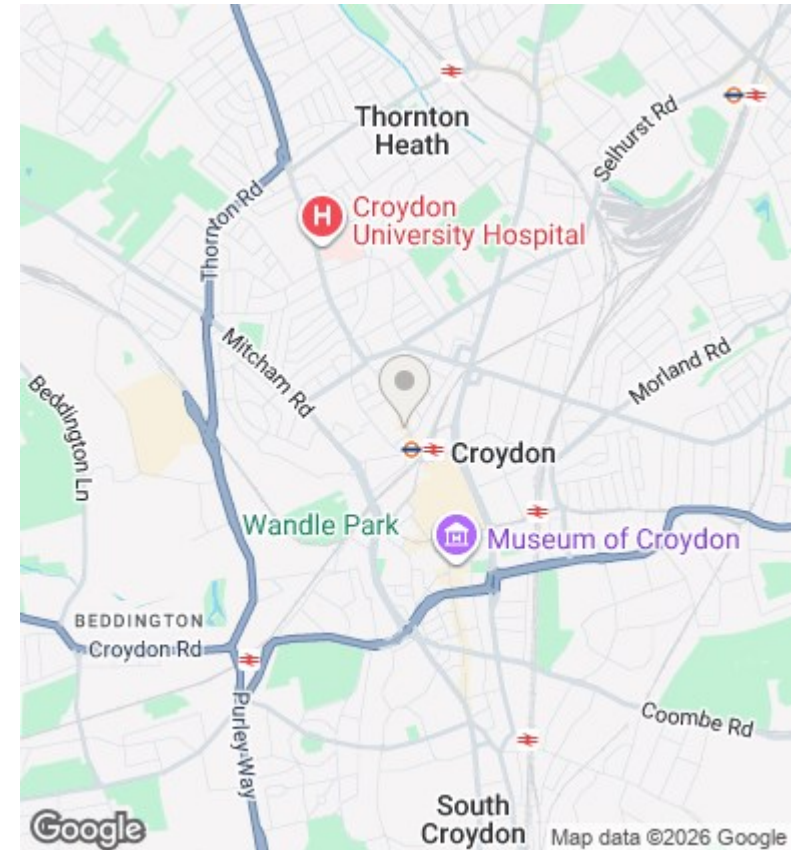 Thornton
Heath
Selhurst Rd
H
Croydon
University Hospital
Thornton Rd
Mitcham Rd
Morland Rd
Beddington Ln
Croydon
Wandle Park
Museum of Croydon
BEDDINGTON
Croydon Rd
Purley Way
Coombe Rd
South
Croydon
Google
Map data ©2026 Google